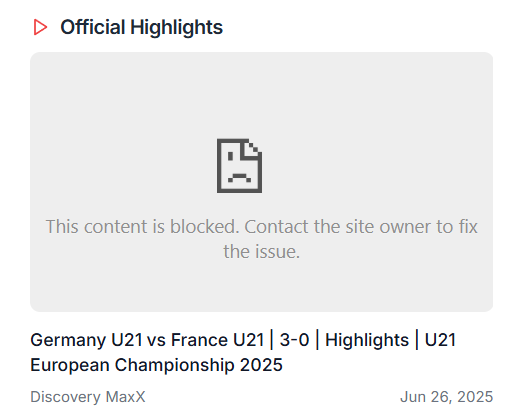 Official Highlights
This content is blocked. Contact the site owner to fix
the issue.
Germany U21 vs France U21 | 3-0 | Highlights | U21
European Championship 2025
Discovery MaxX
Jun 26, 2025